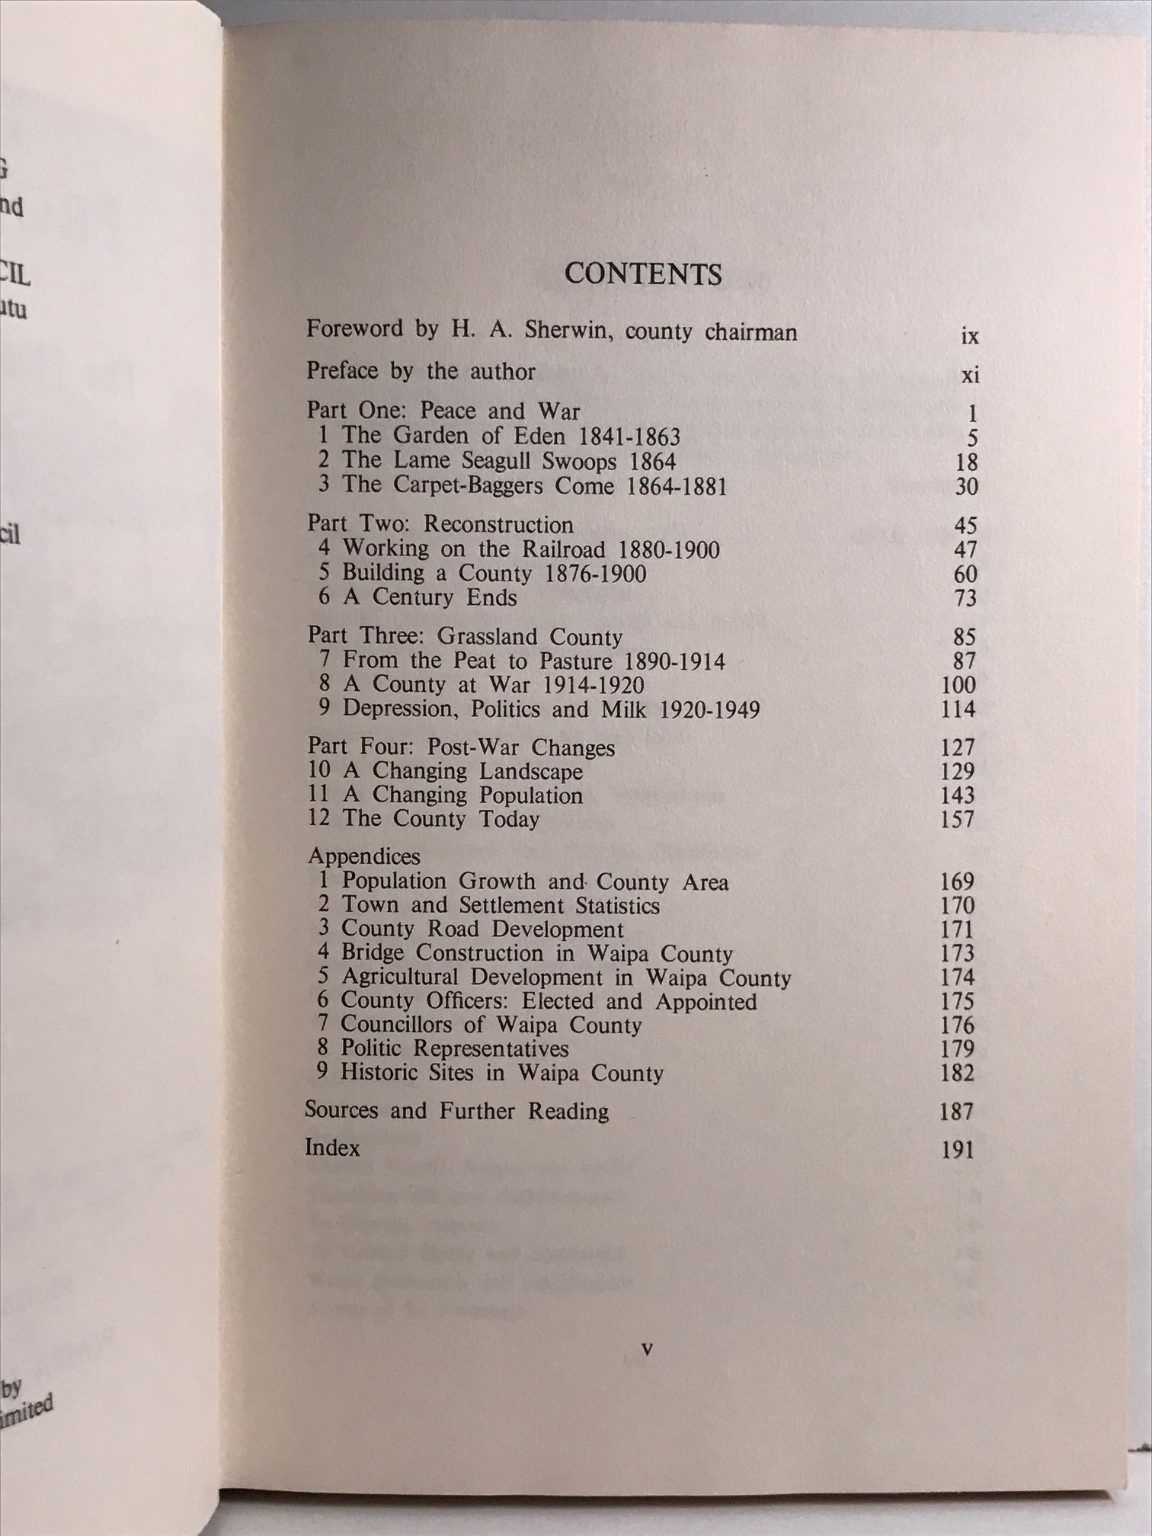 G
nd
CIL
utu
cil
by
imited
CONTENTS
Foreword by H. A. Sherwin, county chairman ix
Preface by the author xi
Part One: Peace and War 1
1 The Garden of Eden 1841-1863 5
2 The Lame Seagull Swoops 1864 18
3 The Carpet-Baggers Come 1864-1881 30
Part Two: Reconstruction 45
4 Working on the Railroad 1880-1900 47
5 Building a County 1876-1900 60
6 A Century Ends 73
Part Three: Grassland County 85
7 From the Peat to Pasture 1890-1914 87
8 A County at War 1914-1920 100
9 Depression, Politics and Milk 1920-1949 114
Part Four: Post-War Changes 127
10 A Changing Landscape 129
11 A Changing Population 143
12 The County Today 157
Appendices
1 Population Growth and County Area 169
2 Town and Settlement Statistics 170
3 County Road Development 171
4 Bridge Construction in Waipa County 173
5 Agricultural Development in Waipa County 174
6 County Officers: Elected and Appointed 175
7 Councillors of Waipa County 176
8 Politic Representatives 179
9 Historic Sites in Waipa County 182
Sources and Further Reading 187
Index 191
v